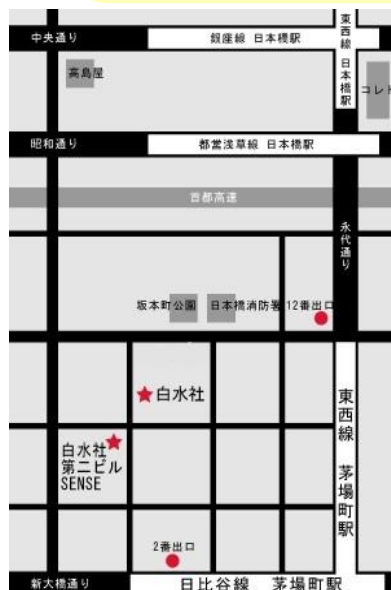 中央通り
銀座線 日本橋駅
東西線 日本橋駅
高島屋
コレド
昭和通り
都営浅草線 日本橋駅
首都高速
永代通り
坂本町公園
日本橋消防署
12番出口
白水社
東西線 茅場町駅
白水社
第二ビル
SENSE
2番出口
新大橋通り
日比谷線 茅場町駅